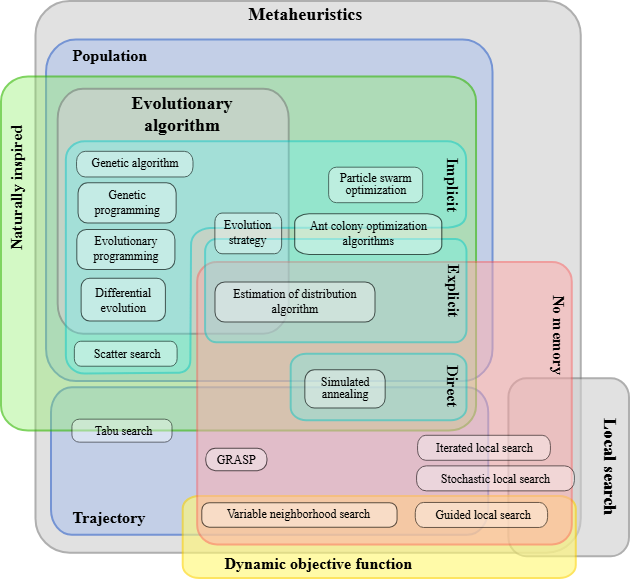 Metaheuristics
Population
Evolutionary
algorithm
Naturally inspired
Genetic algorithm
Implicit
Particle swarm
optimization
Genetic
programming
Evolution
strategy
Ant colony optimization
algorithms
Evolutionary
programming
Explicit
Differential
evolution
Estimation of distribution
algorithm
No memory
Scatter search
Direct
Simulated
annealing
Tabu search
Local search
Iterated local search
GRASP
Stochastic local search
Trajectory
Variable neighborhood search
Guided local search
Dynamic objective function